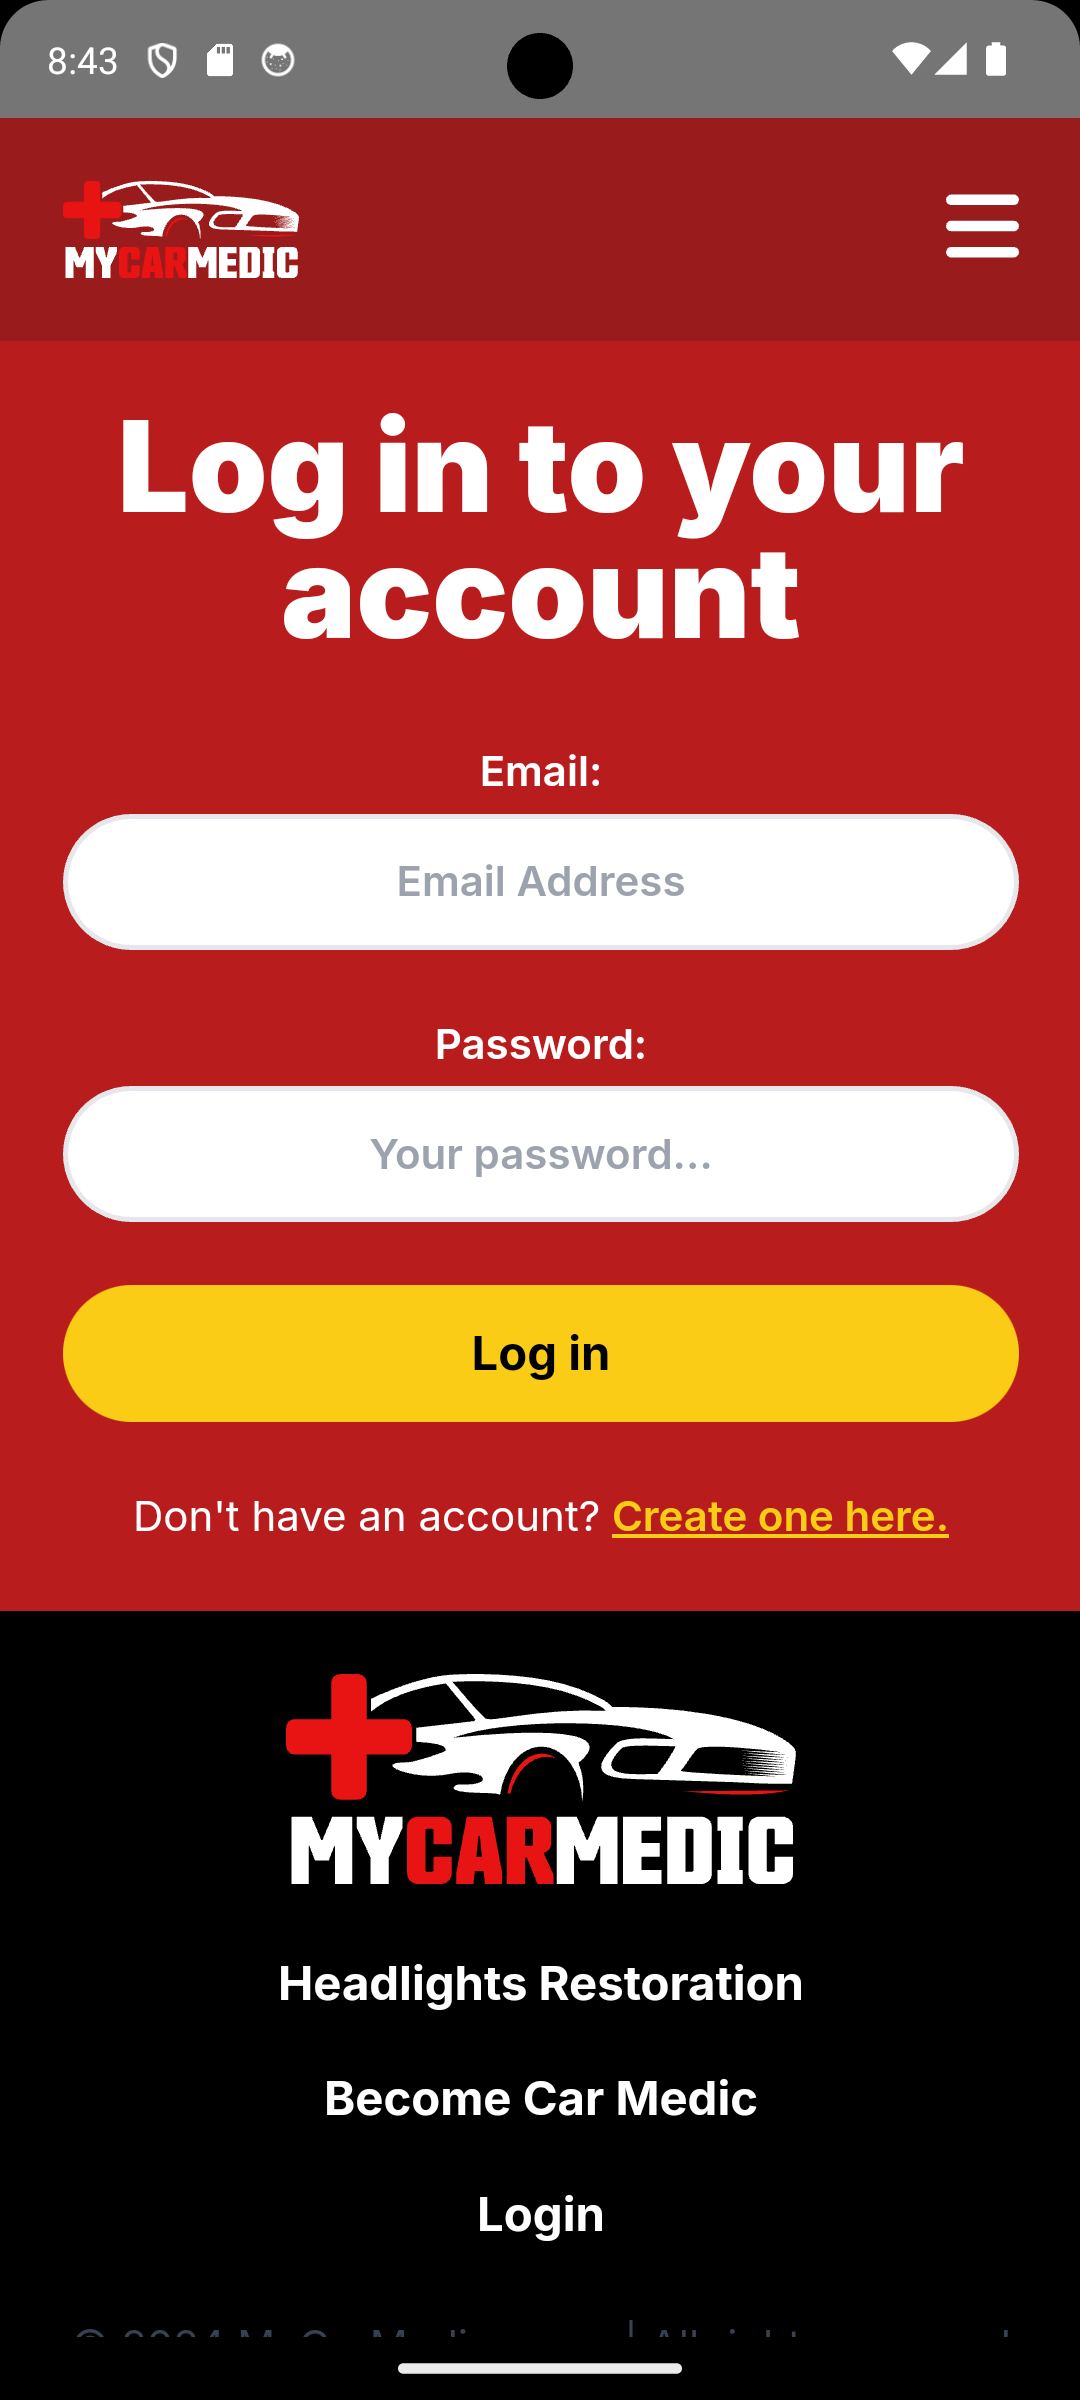 8:43
MYCARMEDIC
Log in to your
account
Email:
Email Address
Password:
Your password...
Log in
Don't have an account? Create one here.
MYCARMEDIC
Headlights Restoration
Become Car Medic
Login